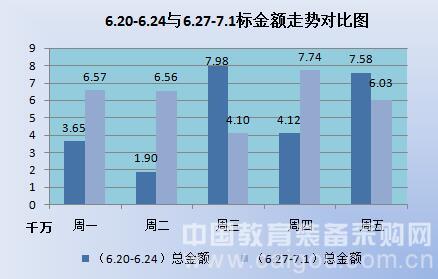 6.20-6.24与6.27-7.1标金额走势对比图
9
8
7
6
5
4
3
2
1
0
3.65
6.57
1.90
6.56
7.98
4.10
4.12
7.74
7.58
6.03
千万
周一
周二
周三
周四
周五
（6.20-6.24）总金额
（6.27-7.1）总金额
中国教育装备采购网